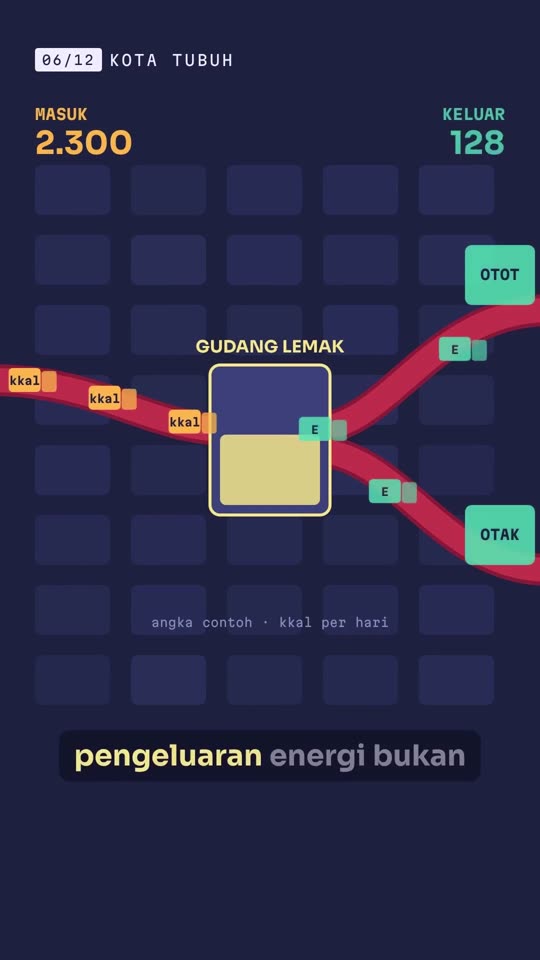 06/12 KOTA TUBUH
MASUK
2.300
KELUAR
128
OTOT
GUDANG LEMAK
E
kkal
kkal
kkal
E
E
OTAK
angka contoh · kkal per hari
pengeluaran energi bukan